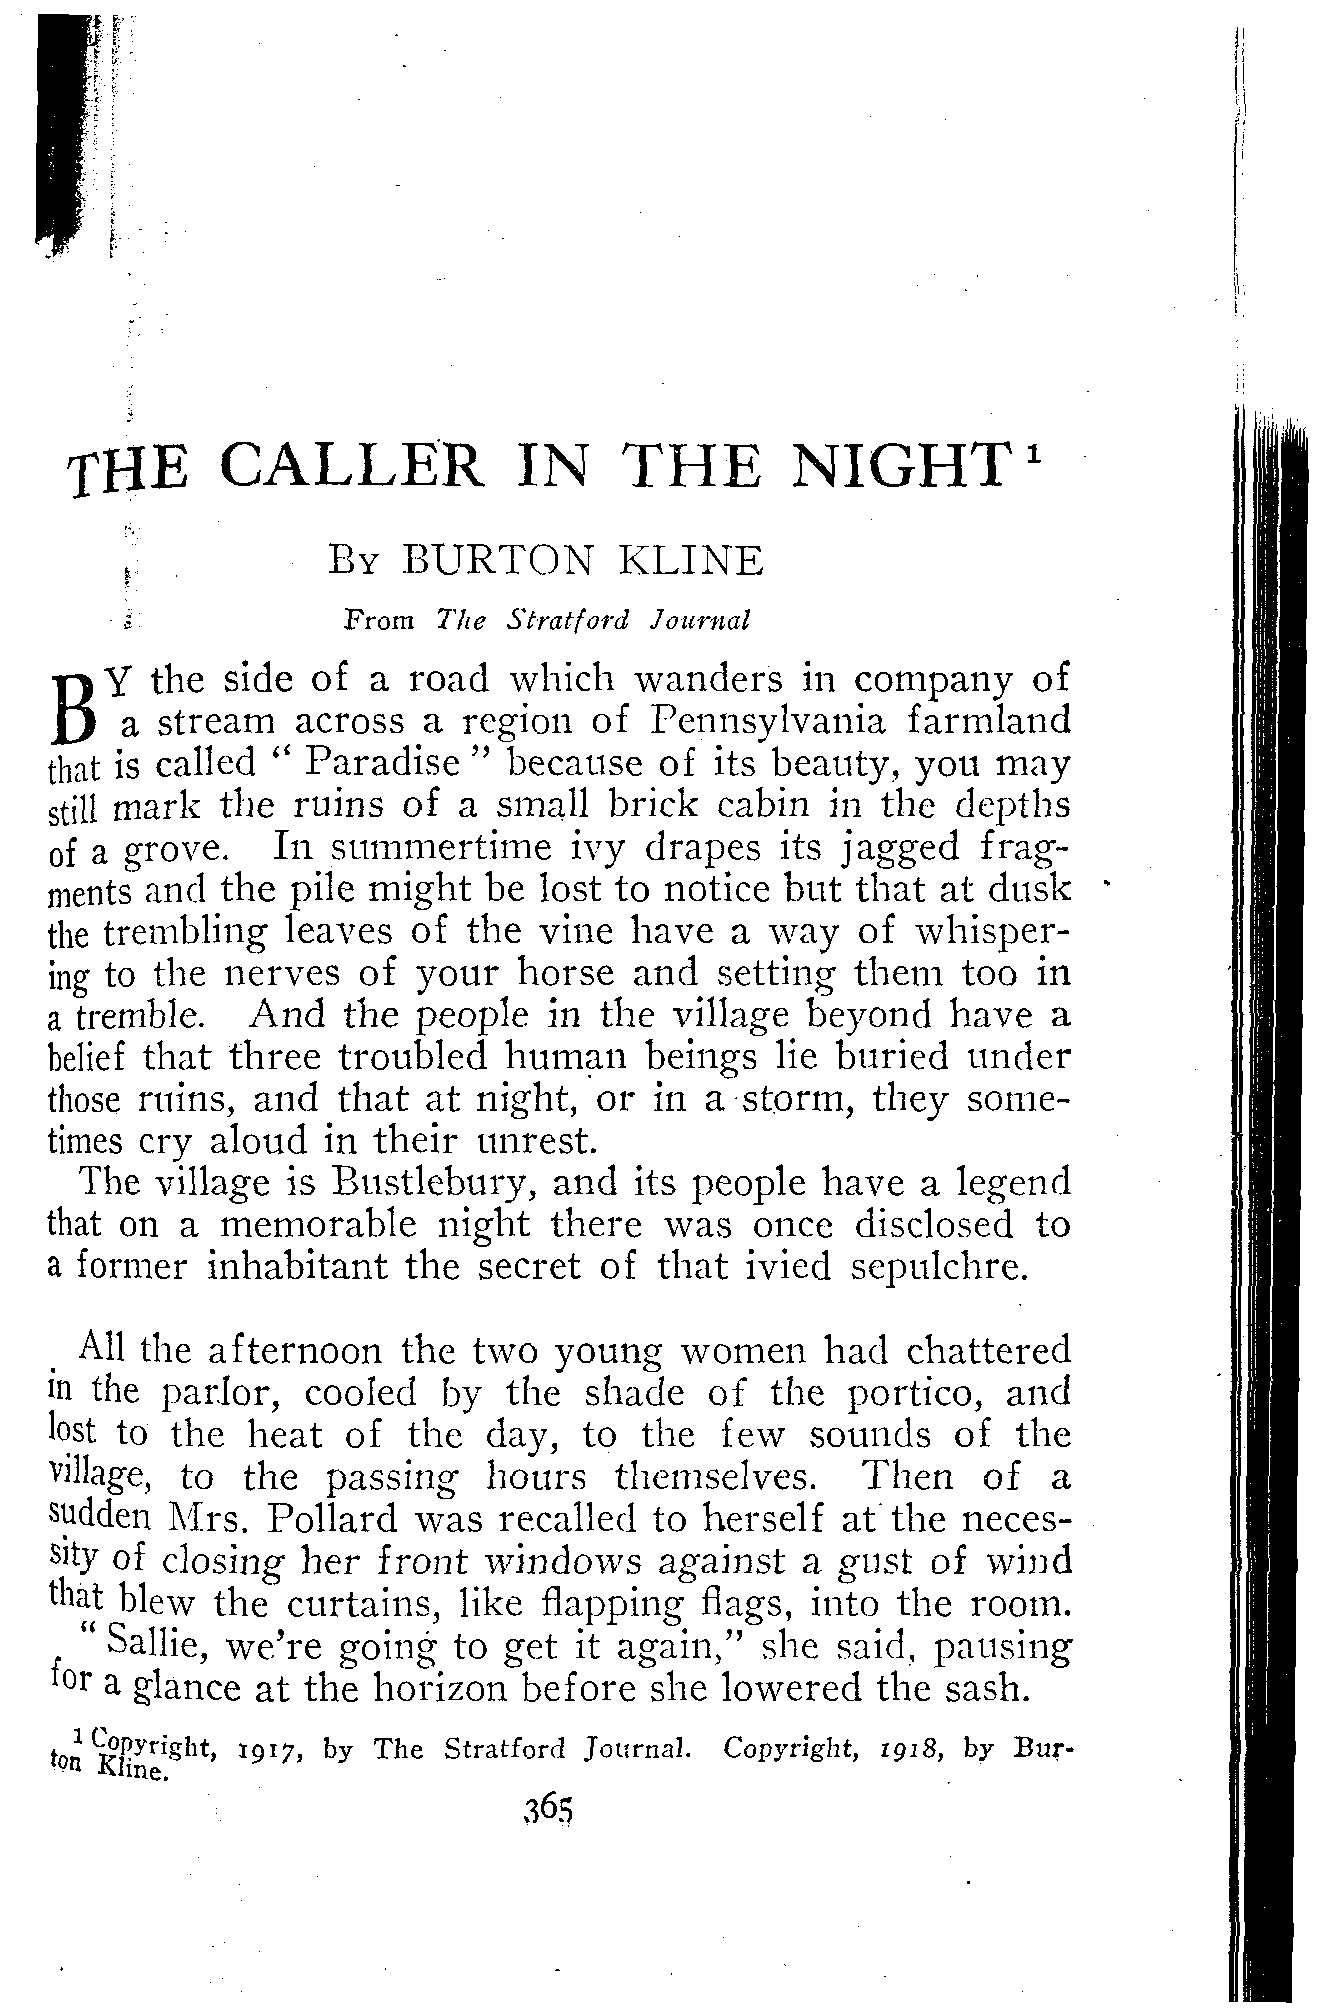 THE CALLER IN THE NIGHT¹
By BURTON KLINE
From The Stratford Journal
BY the side of a road which wanders in company of
a stream across a region of Pennsylvania farmland
that is called “ Paradise ” because of its beauty, you may
still mark the ruins of a small brick cabin in the depths
of a grove. In summertime ivy drapes its jagged frag-
ments and the pile might be lost to notice but that at dusk
the trembling leaves of the vine have a way of whisper-
ing to the nerves of your horse and setting them too in
a tremble. And the people in the village beyond have a
belief that three troubled human beings lie buried under
those ruins, and that at night, or in a storm, they some-
times cry aloud in their unrest.
The village is Bustlebury, and its people have a legend
that on a memorable night there was once disclosed to
a former inhabitant the secret of that ivied sepulchre.
All the afternoon the two young women had chattered
in the parlor, cooled by the shade of the portico, and
lost to the heat of the day, to the few sounds of the
village, to the passing hours themselves. Then of a
sudden Mrs. Pollard was recalled to herself at the neces-
sity of closing her front windows against a gust of wind
that blew the curtains, like flapping flags, into the room.
“ Sallie, we’re going to get it again,” she said, pausing
for a glance at the horizon before she lowered the sash.
¹ Copyright, 1917, by The Stratford Journal. Copyright, 1918, by Bur-
ton Kline.
365